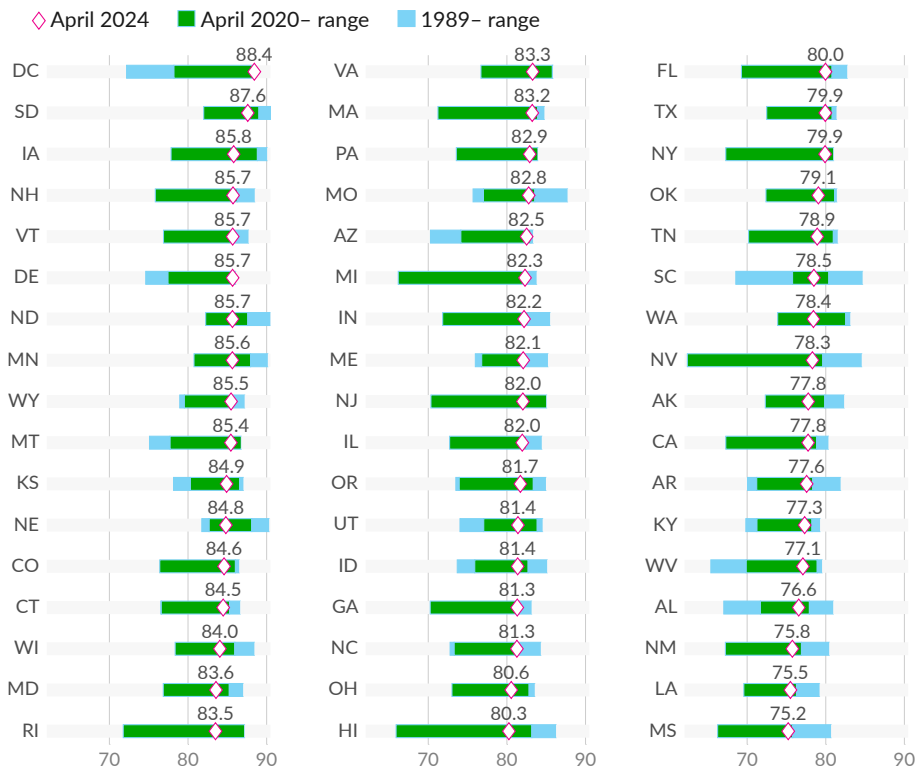 April 2024 April 2020– range 1989– range
DC 88.4
SD 87.6
IA 85.8
NH 85.7
VT 85.7
DE 85.7
ND 85.7
MN 85.6
WY 85.5
MT 85.4
KS 84.9
NE 84.8
CO 84.6
CT 84.5
WI 84.0
MD 83.6
RI 83.5
70 80 90
VA 83.3
MA 83.2
PA 82.9
MO 82.8
AZ 82.5
MI 82.3
IN 82.2
ME 82.1
NJ 82.0
IL 82.0
OR 81.7
UT 81.4
ID 81.4
GA 81.3
NC 81.3
OH 80.6
HI 80.3
70 80 90
FL 80.0
TX 79.9
NY 79.9
OK 79.1
TN 78.9
SC 78.5
WA 78.4
NV 78.3
AK 77.8
CA 77.8
AR 77.6
KY 77.3
WV 77.1
AL 76.6
NM 75.8
LA 75.5
MS 75.2
70 80 90